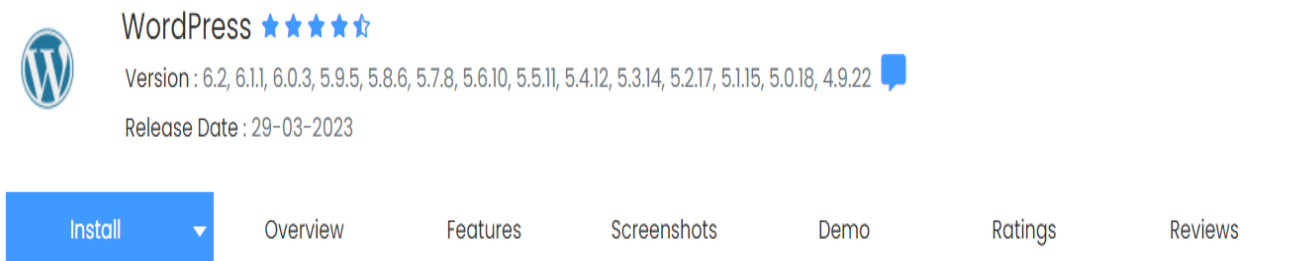 WordPress
Version : 6.2, 6.1.1, 6.0.3, 5.9.5, 5.8.6, 5.7.8, 5.6.10, 5.5.11, 5.4.12, 5.3.14, 5.2.17, 5.1.15, 5.0.18, 4.9.22
Release Date : 29-03-2023
Install Overview Features Screenshots Demo Ratings Reviews